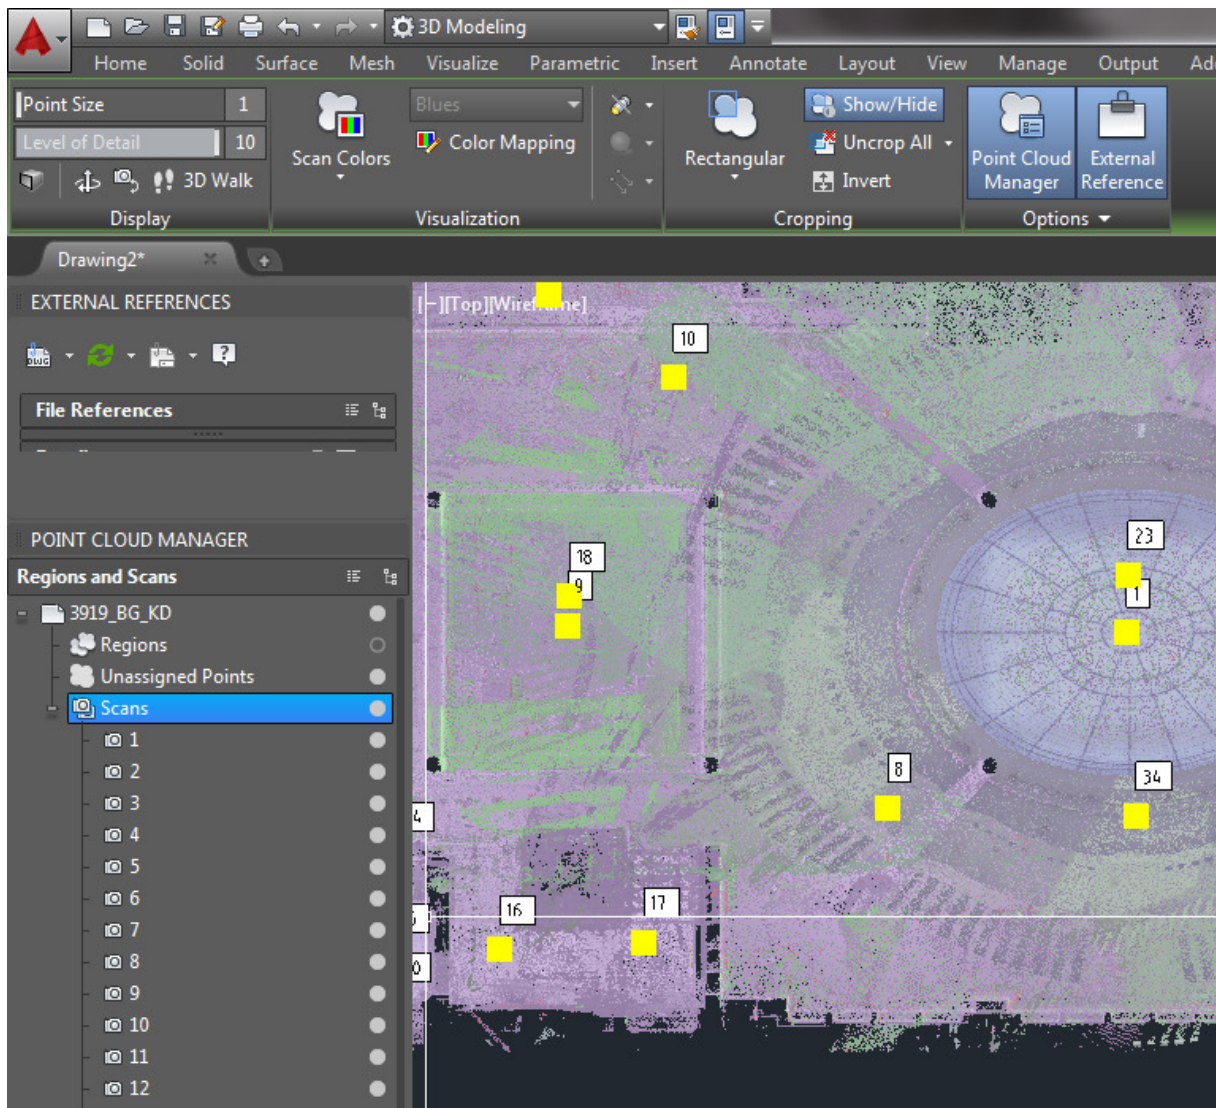 3D Modeling
Home Solid Surface Mesh Visualize Parametric Insert Annotate Layout View Manage Output
Point Size 1
Level of Detail 10
3D Walk
Display
Scan Colors
Blues
Color Mapping
Visualization
Rectangular
Show/Hide
Uncrop All
Invert
Cropping
Point Cloud
Manager
External
Reference
Options
Drawing2*
EXTERNAL REFERENCES
DWG
File References
POINT CLOUD MANAGER
Regions and Scans
3919_BG_KD
Regions
Unassigned Points
Scans
1
2
3
4
5
6
7
8
9
10
11
12
[−][Top][Wireframe]
10
18
9
23
1
8
34
16
17